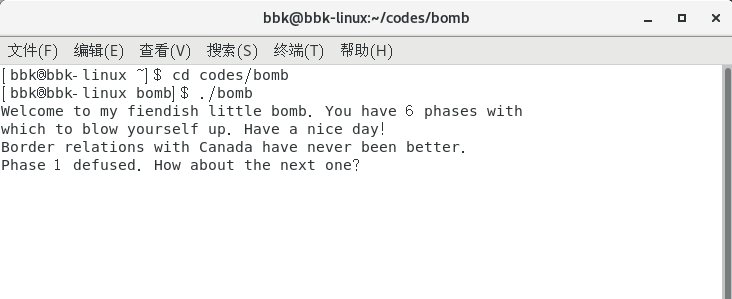 bbk@bbk-linux:~/codes/bomb
文件(F) 编辑(E) 查看(V) 搜索(S) 终端(T) 帮助(H)
[bbk@bbk-linux ~]$ cd codes/bomb
[bbk@bbk-linux bomb]$ ./bomb
Welcome to my fiendish little bomb. You have 6 phases with
which to blow yourself up. Have a nice day!
Border relations with Canada have never been better.
Phase 1 defused. How about the next one?